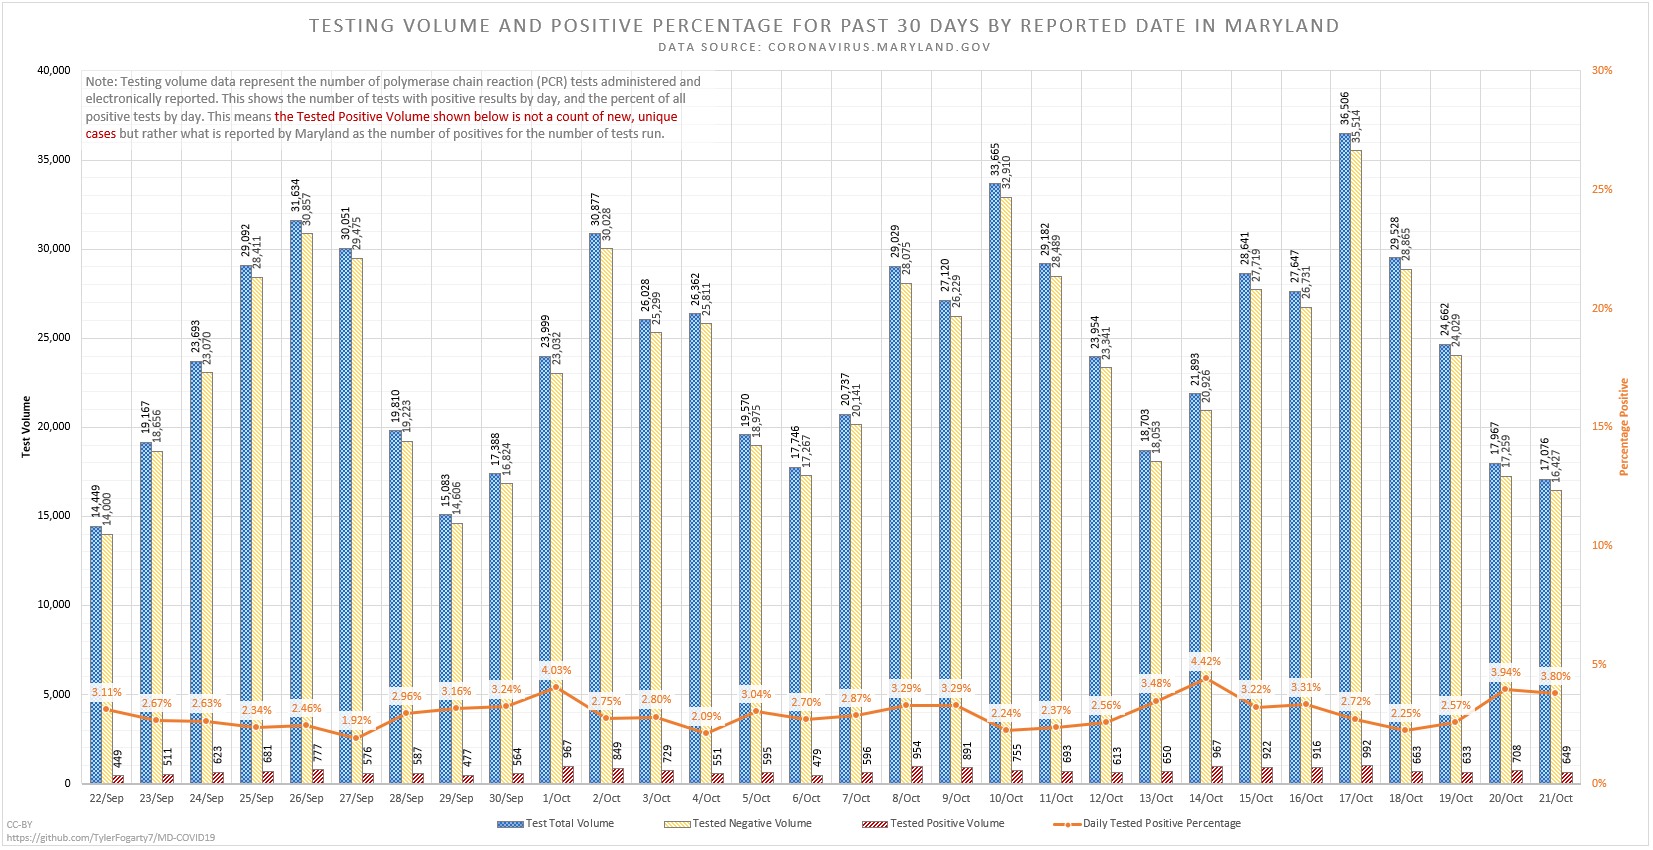 TESTING VOLUME AND POSITIVE PERCENTAGE FOR PAST 30 DAYS BY REPORTED DATE IN MARYLAND
DATA SOURCE: CORONAVIRUS.MARYLAND.GOV
Note: Testing volume data represent the number of polymerase chain reaction (PCR) tests administered and
electronically reported. This shows the number of tests with positive results by day, and the percent of all
positive tests by day. This means the Tested Positive Volume shown below is not a count of new, unique
cases but rather what is reported by Maryland as the number of positives for the number of tests run.
Test Volume
40,000
35,000
30,000
25,000
20,000
15,000
10,000
5,000
0
Percentage Positive
30%
25%
20%
15%
10%
5%
0%
14,449 14,000 3.11% 449 22/Sep
19,167 18,656 2.67% 511 23/Sep
23,693 23,070 2.63% 623 24/Sep
29,092 28,411 2.34% 681 25/Sep
31,634 30,857 2.46% 777 26/Sep
30,051 29,475 1.92% 576 27/Sep
19,810 19,223 2.96% 587 28/Sep
15,083 14,606 3.16% 477 29/Sep
17,388 16,824 3.24% 564 30/Sep
23,999 23,032 4.03% 967 1/Oct
30,877 30,028 2.75% 849 2/Oct
26,028 25,299 2.80% 729 3/Oct
26,362 25,811 2.09% 551 4/Oct
19,570 18,975 3.04% 595 5/Oct
17,746 17,267 2.70% 479 6/Oct
20,737 20,141 2.87% 596 7/Oct
29,029 28,075 3.29% 954 8/Oct
27,120 26,229 3.29% 891 9/Oct
33,665 32,910 2.24% 755 10/Oct
29,182 28,489 2.37% 693 11/Oct
23,954 23,341 2.56% 613 12/Oct
18,703 18,053 3.48% 650 13/Oct
21,893 20,926 4.42% 967 14/Oct
28,641 27,719 3.22% 922 15/Oct
27,647 26,731 3.31% 916 16/Oct
36,506 35,514 2.72% 992 17/Oct
29,528 28,865 2.25% 663 18/Oct
24,662 24,029 2.57% 633 19/Oct
17,967 17,259 3.94% 708 20/Oct
17,076 16,427 3.80% 649 21/Oct
Test Total Volume
Tested Negative Volume
Tested Positive Volume
Daily Tested Positive Percentage
CC-BY
https://github.com/TylerFogarty7/MD-COVID19